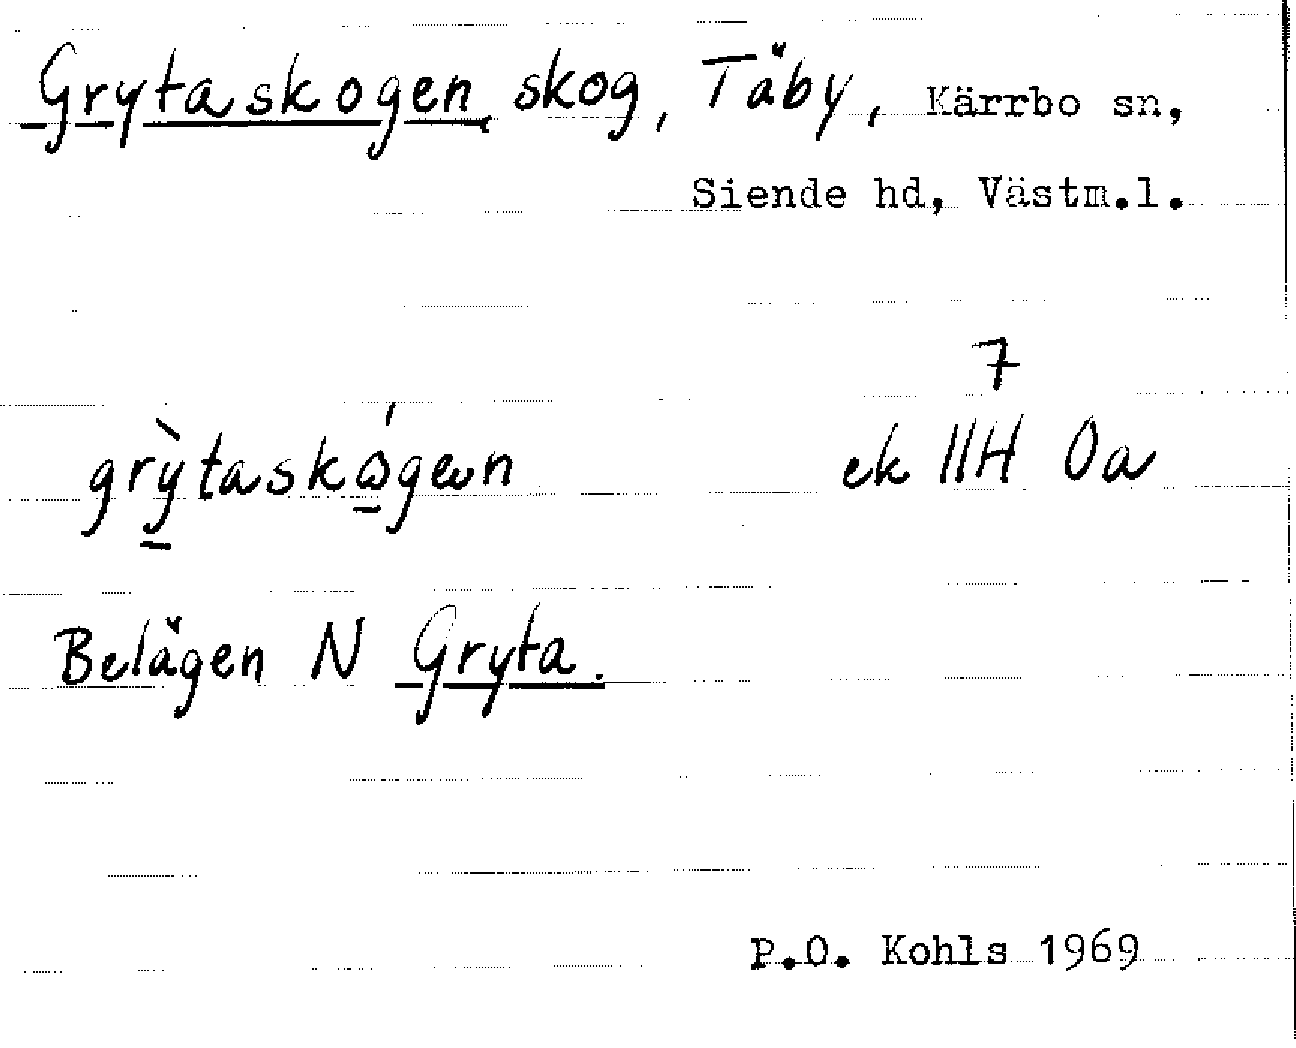 Grytaskogen skog, Täby, Kärrbo sn,
Siende hd, Västm.l.
7
grỳtaskógen ek 11H 0a
Belägen N Gryta.
P.O. Kohls 1969